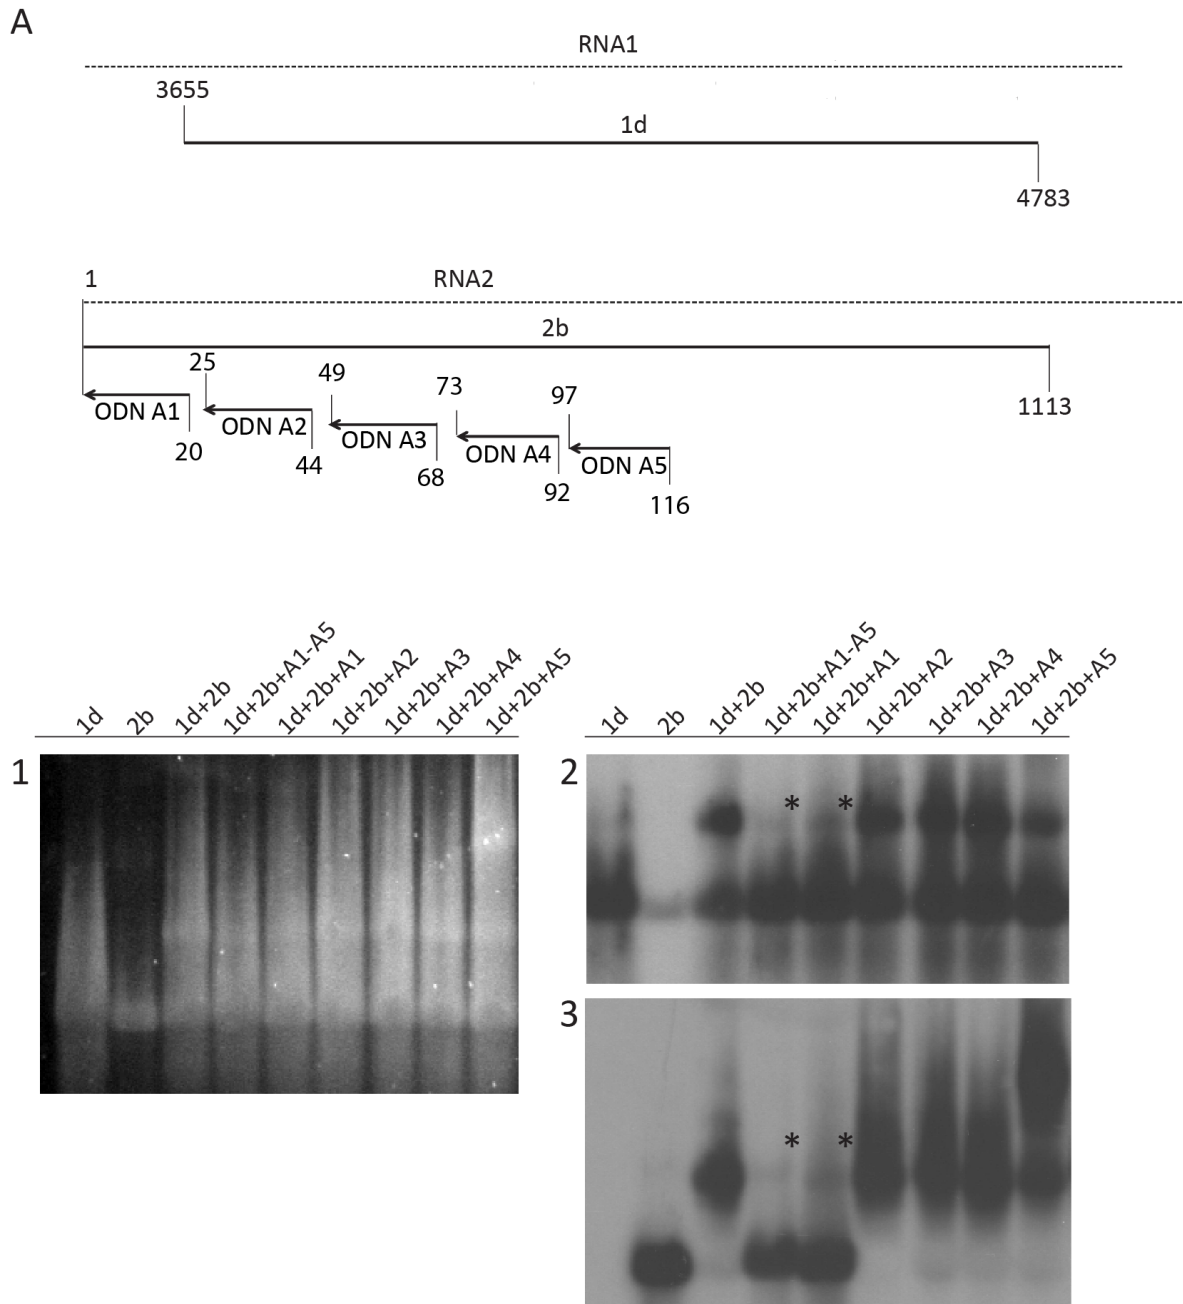 A
RNA1
3655
1d
4783
1
RNA2
2b
25
49
73
97
1113
ODN A1
ODN A2
ODN A3
ODN A4
ODN A5
20
44
68
92
116
1d
2b
1d+2b
1d+2b+A1-A5
1d+2b+A1
1d+2b+A2
1d+2b+A3
1d+2b+A4
1d+2b+A5
1d
2b
1d+2b
1d+2b+A1-A5
1d+2b+A1
1d+2b+A2
1d+2b+A3
1d+2b+A4
1d+2b+A5
1
2
* *
3
* *